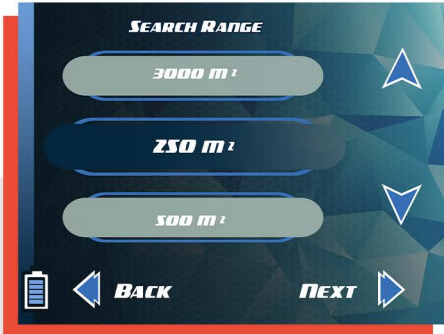 SEARCH RANGE
3000 m²
250 m²
500 m²
BACK
NEXT